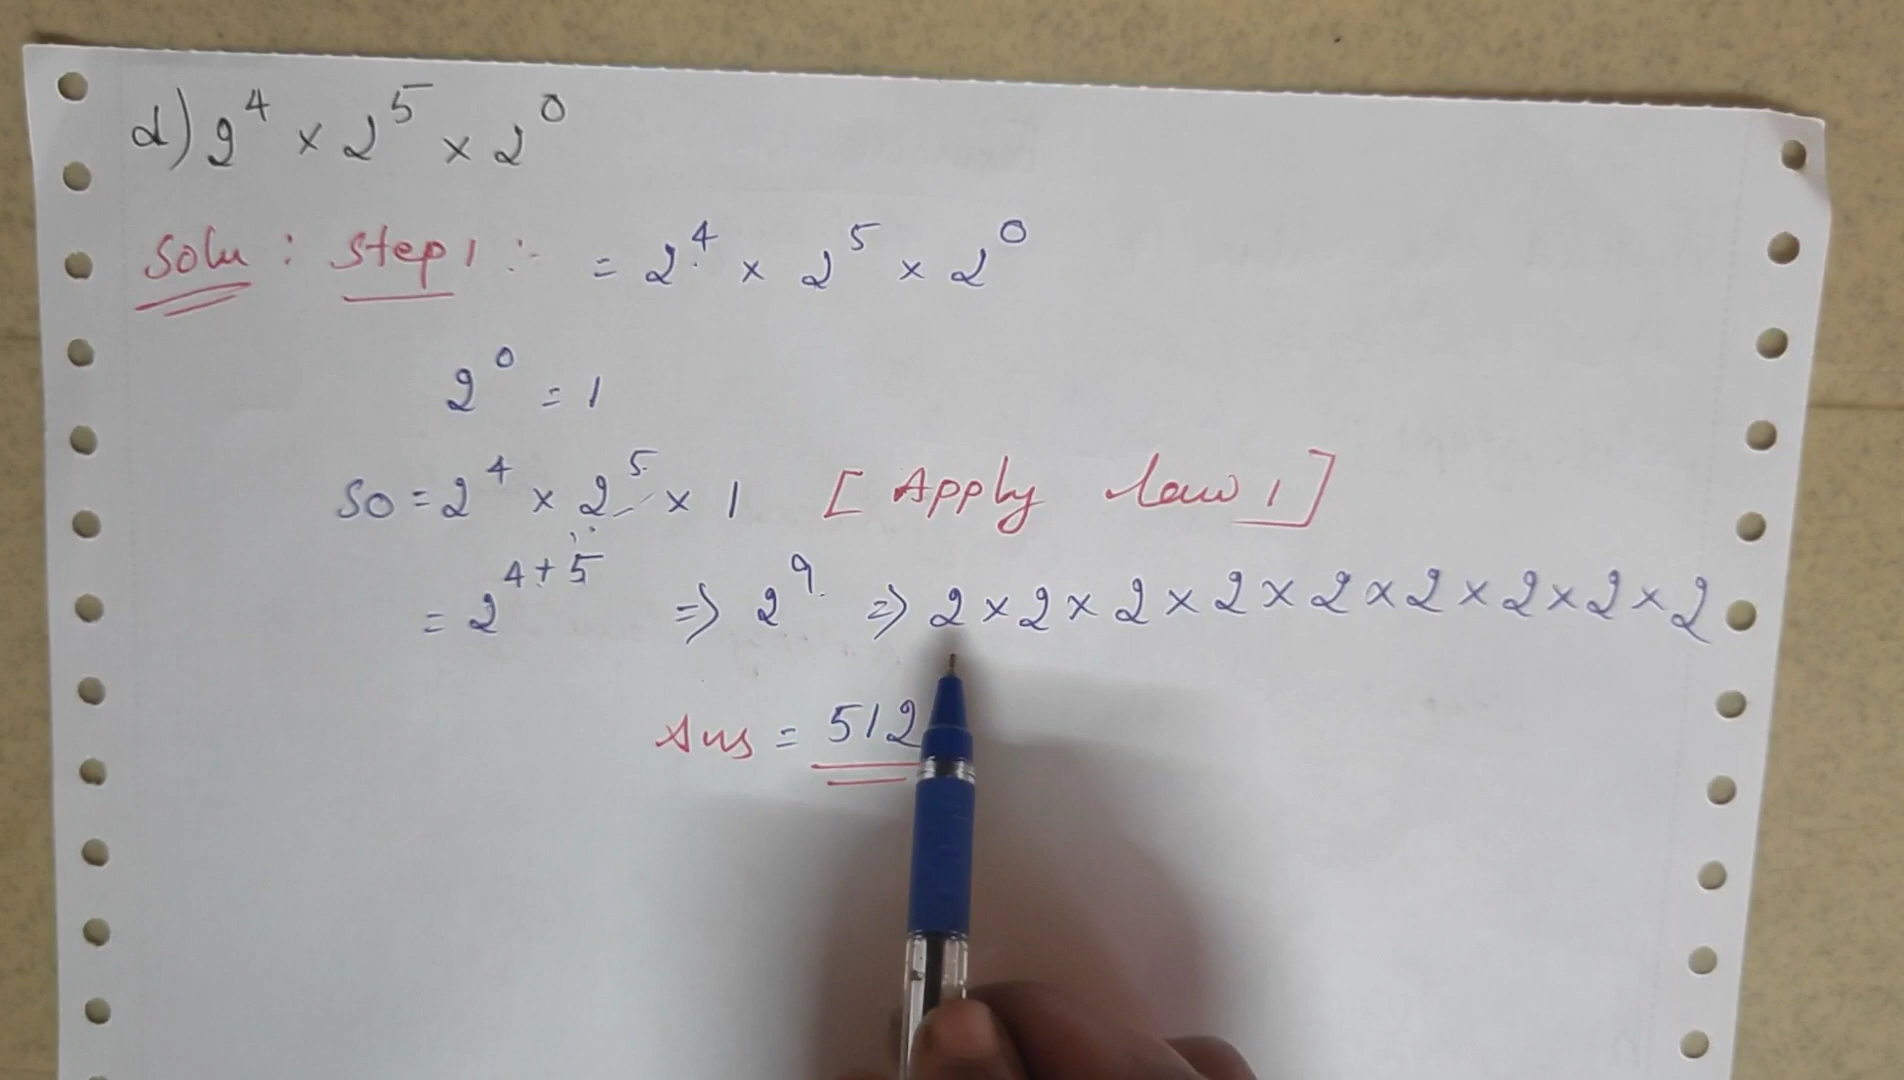 d) 2⁴ × 2⁵ × 2⁰
Solu : Step 1 :- = 2⁴ × 2⁵ × 2⁰
2⁰ = 1
So = 2⁴ × 2⁵ × 1 [Apply law 1]
= 2⁴⁺⁵ ⇒ 2⁹ ⇒ 2 × 2 × 2 × 2 × 2 × 2 × 2 × 2 × 2
Ans = 512